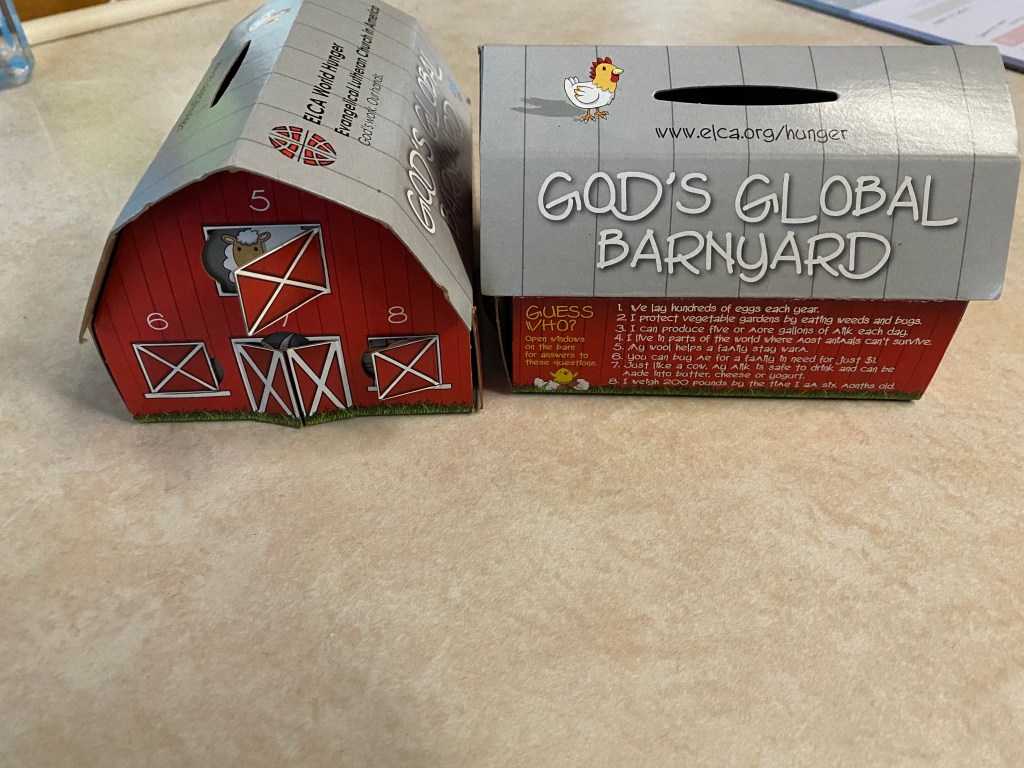 5
6
8
ELCA World Hunger
Evangelical Lutheran Church in America
God's work. Our hands.
GOD'S
www.elca.org/hunger
GOD'S GLOBAL
BARNYARD
GUESS
WHO?
Open windows
on the barn
for answers to
these questions.
1. We lay hundreds of eggs each year.
2. I protect vegetable gardens by eating weeds and bugs.
3. I can produce five or more gallons of milk each day.
4. I live in parts of the world where most animals can't survive.
5. My wool helps a family stay warm.
6. You can buy me for a family in need for just $1.
7. Just like a cow, my milk is safe to drink and can be
made into butter, cheese or yogurt.
8. I weigh 200 pounds by the time I am six months old.